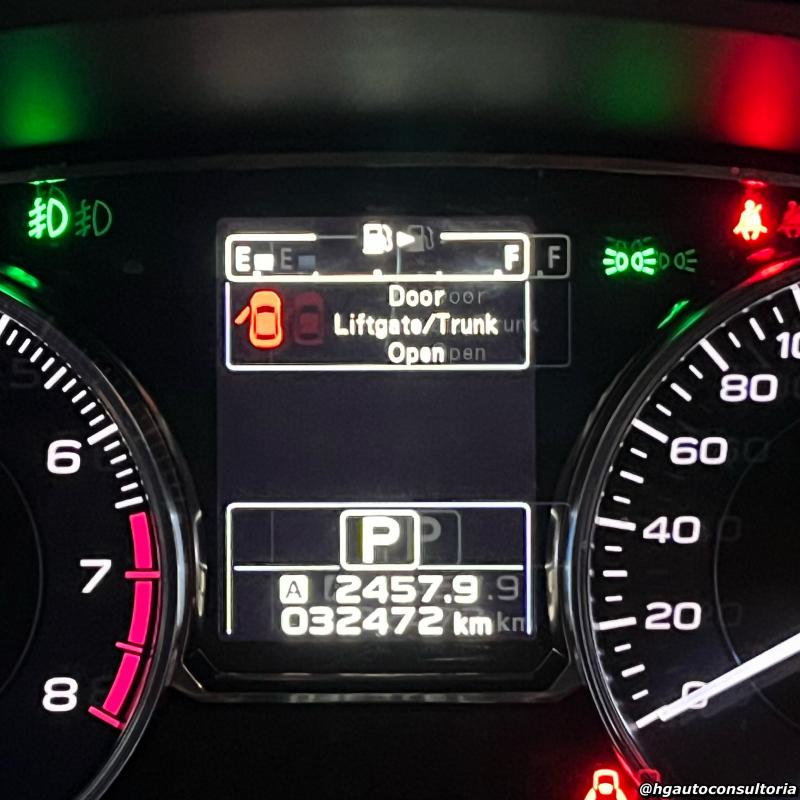 E F
Door
Liftgate/Trunk
Open
6
7
8
80
60
40
20
0
P
A 2457.9
032472 km
@hgautoconsultoria